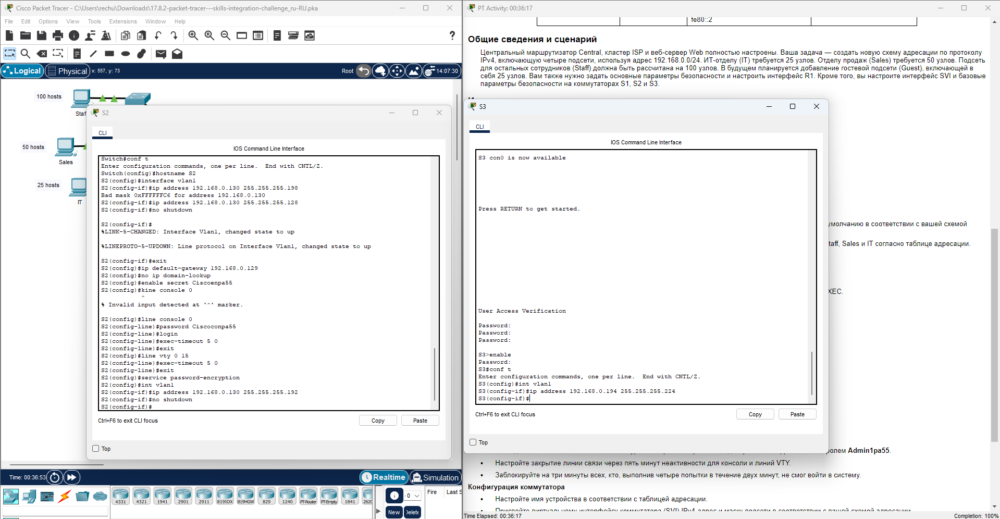 Cisco Packet Tracer - C:\Users\rechu\Downloads\17.8.2-packet-tracer---skills-integration-challenge_ru-RU.pka
File Edit Options View Tools Extensions Window Help
Logical Physical x: 557, y: 73 Root 14:07:30
100 hosts
Staf
50 hosts
Sales
25 hosts
IT
S2
CLI
IOS Command Line Interface
Switch#conf t
Enter configuration commands, one per line.  End with CNTL/Z.
Switch(config)#hostname S2
S2(config)#interface vlan1
S2(config-if)#ip address 192.168.0.130 255.255.255.198
Bad mask 0xFFFFFFC6 for address 192.168.0.130
S2(config-if)#ip address 192.168.0.130 255.255.255.128
S2(config-if)#no shutdown
S2(config-if)#
%LINK-5-CHANGED: Interface Vlan1, changed state to up
%LINEPROTO-5-UPDOWN: Line protocol on Interface Vlan1, changed state to up
S2(config-if)#exit
S2(config)#ip default-gateway 192.168.0.129
S2(config)#no ip domain-lookup
S2(config)#enable secret Ciscoenpa55
S2(config)#kine console 0
^
% Invalid input detected at '^' marker.
S2(config)#line console 0
S2(config-line)#password Ciscoconpa55
S2(config-line)#login
S2(config-line)#exec-timeout 5 0
S2(config-line)#exit
S2(config)#line vty 0 15
S2(config-line)#exec-timeout 5 0
S2(config-line)#exit
S2(config)#service password-encryption
S2(config)#int vlan1
S2(config-if)#ip address 192.168.0.130 255.255.255.192
S2(config-if)#no shutdown
S2(config-if)#
Ctrl+F6 to exit CLI focus
Copy Paste
Top
Time: 00:36:53 Realtime Simulation
4331 4321 1941 2901 2911 819IOX 819HGW 829 1240 PT-Router PT-Empty 1841 2620
0 Fire Last S
New Delete
PT Activity: 00:36:17
fe80::2
Общие сведения и сценарий
Центральный маршрутизатор Central, кластер ISP и веб-сервер Web полностью настроены. Ваша задача — создать новую схему адресации по протоколу
IPv4, включающую четыре подсети, используя адрес 192.168.0.0/24. ИТ-отделу (IT) требуется 25 узлов. Отделу продаж (Sales) требуется 50 узлов. Подсеть
для остальных сотрудников (Staff) должна быть рассчитана на 100 узлов. В будущем планируется добавление гостевой подсети (Guest), включающей в
себя 25 узлов. Вам также нужно задать основные параметры безопасности и настроить интерфейс R1. Кроме того, вы настроите интерфейс SVI и базовые
параметры безопасности на коммутаторах S1, S2 и S3.
S3
CLI
IOS Command Line Interface
S3 con0 is now available
Press RETURN to get started.
User Access Verification
Password:
Password:
Password:
S3>enable
Password:
S3#conf t
Enter configuration commands, one per line.  End with CNTL/Z.
S3(config)#int vlan1
S3(config-if)#ip address 192.168.0.194 255.255.255.224
S3(config-if)#
Ctrl+F6 to exit CLI focus
Copy Paste
Top
умолчанию в соответствии с вашей схемой
taff, Sales и IT согласно таблице адресации.
XEC.
ролем Admin1pa55.
• Настройте закрытие линии связи через пять минут неактивности для консоли и линий VTY.
• Заблокируйте на три минуты всех, кто, выполнив четыре попытки в течение двух минут, не смог войти в систему.
Конфигурация коммутатора
• Настройте имя устройства в соответствии с таблицей адресации.
• Присвойте виртуальному интерфейсу коммутатора (SVI) IPv4-адрес и маску подсети в соответствии с вашей схемой адресации.
Time Elapsed: 00:36:17 Completion: 100%